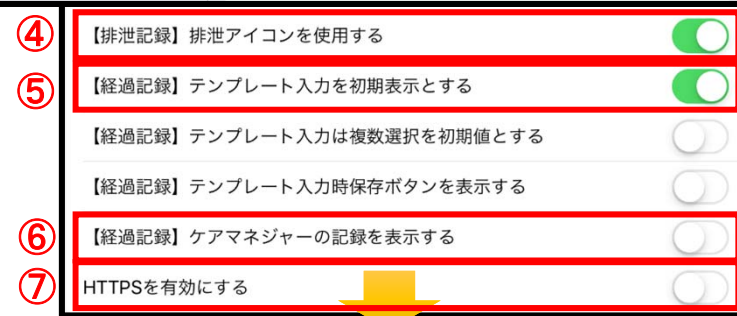 ④ 【排泄記録】排泄アイコンを使用する
⑤ 【経過記録】テンプレート入力を初期表示とする
【経過記録】テンプレート入力は複数選択を初期値とする
【経過記録】テンプレート入力時保存ボタンを表示する
⑥ 【経過記録】ケアマネジャーの記録を表示する
⑦ HTTPSを有効にする